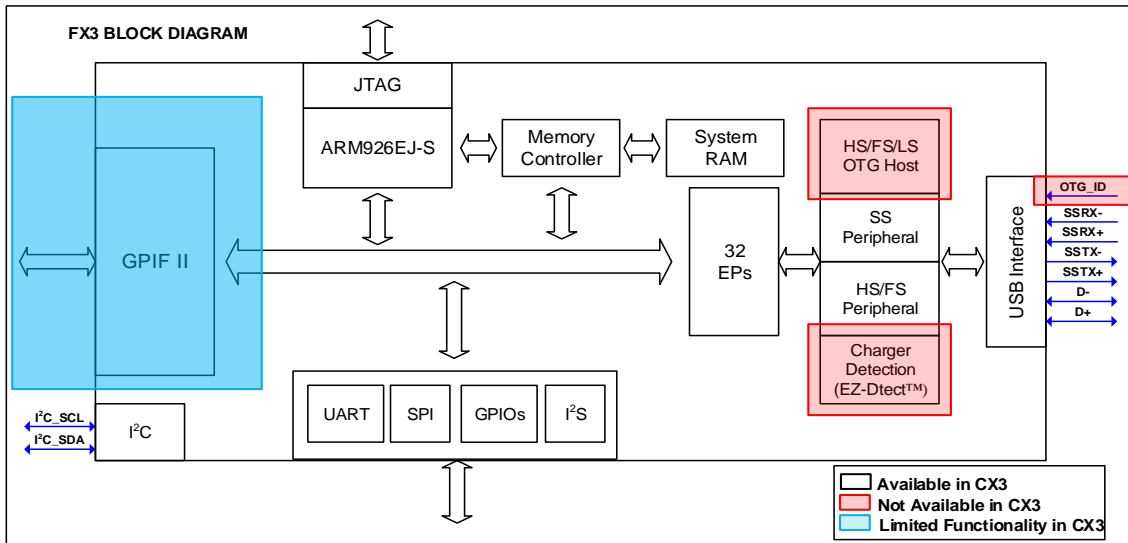 FX3 BLOCK DIAGRAM
JTAG
ARM926EJ-S
Memory
Controller
System
RAM
HS/FS/LS
OTG Host
OTG_ID
SSRX-
SSRX+
SSTX-
SSTX+
D-
D+
USB Interface
SS
Peripheral
32
EPs
GPIF II
HS/FS
Peripheral
Charger
Detection
(EZ-Dtect™)
UART
SPI
GPIOs
I²S
I²C_SCL
I²C_SDA
I²C
Available in CX3
Not Available in CX3
Limited Functionality in CX3